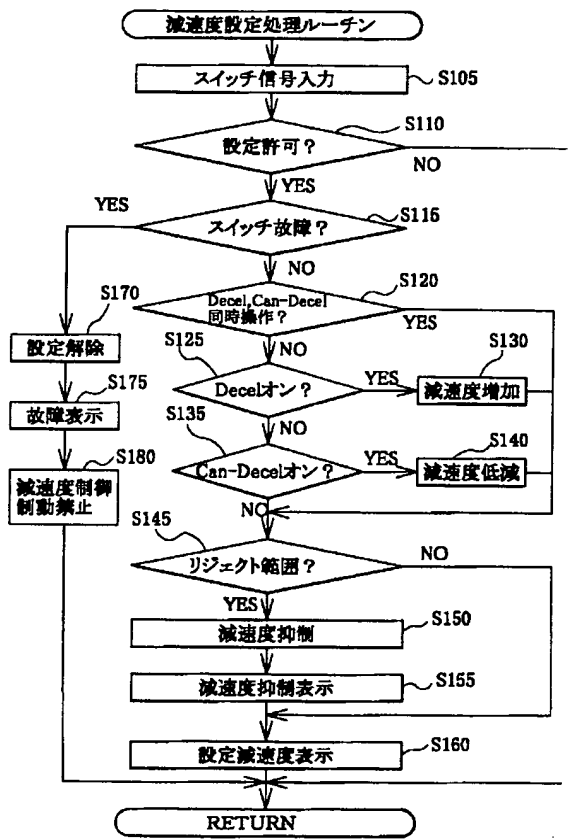 減速度設定処理ルーチン
スイッチ信号入力
S105
S110
設定許可？
NO
YES
YES
S115
スイッチ故障？
NO
S120
Decel,Can-Decel
同時操作？
YES
S170
設定解除
S125
NO
S130
Decelオン？
YES
減速度増加
S175
故障表示
S135
NO
S140
Can-Decelオン？
YES
減速度低減
S180
減速度制御
制動禁止
NO
S145
リジェクト範囲？
NO
YES
減速度抑制
S150
減速度抑制表示
S155
設定減速度表示
S160
RETURN